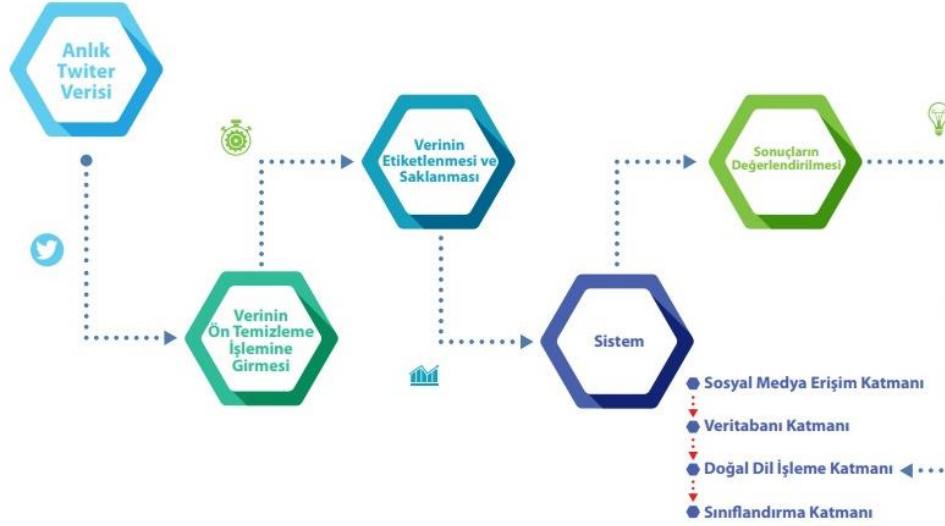 Anlık
Twiter
Verisi
Verinin
Etiketlenmesi ve
Saklanması
Sonuçların
Değerlendirilmesi
Verinin
Ön Temizleme
İşlemine
Girmesi
Sistem
Sosyal Medya Erişim Katmanı
Veritabanı Katmanı
Doğal Dil İşleme Katmanı
Sınıflandırma Katmanı